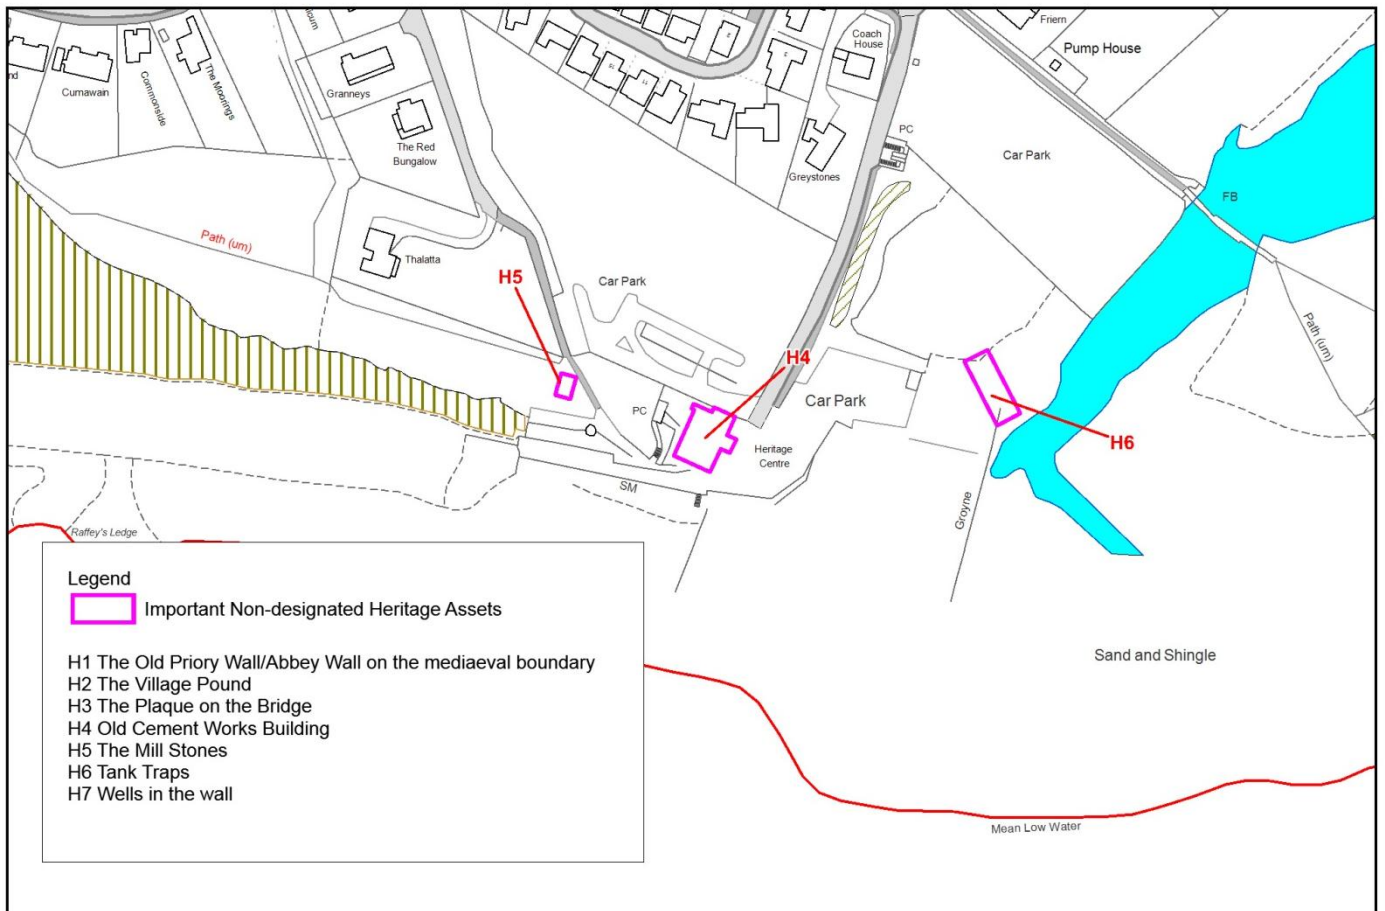 Friern
Coach
House
Pump House
Cumawain
Commonside
The Moorings
Granneys
The Red
Bungalow
PC
Car Park
Greystones
FB
Path (um)
Thalatta
H5
Car Park
Path (um)
H4
Car Park
PC
Heritage
Centre
H6
SM
Groyne
Raffey's Ledge
Legend
Important Non-designated Heritage Assets
H1 The Old Priory Wall/Abbey Wall on the mediaeval boundary
H2 The Village Pound
H3 The Plaque on the Bridge
H4 Old Cement Works Building
H5 The Mill Stones
H6 Tank Traps
H7 Wells in the wall
Sand and Shingle
Mean Low Water